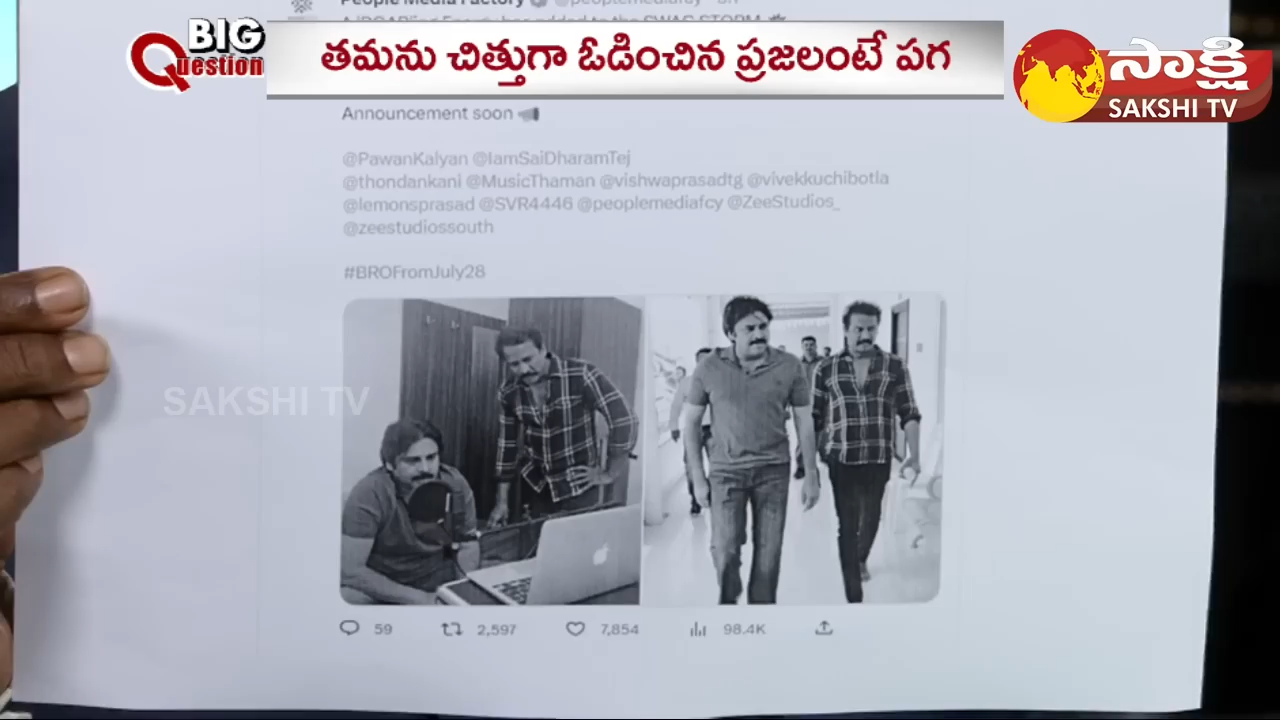 People Media Factory @peoplemediafcy
BIG
Question
తమను చిత్తుగా ఓడించిన ప్రజలంటే పగ
సాక్షి
SAKSHI TV
Announcement soon
@PawanKalyan @IamSaiDharamTej
@thondankani @MusicThaman @vishwaprasadtg @vivekkuchibotla
@lemonsprasad @SVR4446 @peoplemediafcy @ZeeStudios_
@zeestudiossouth
#BROFromJuly28
SAKSHI TV
59 2,597 7,854 98.4K